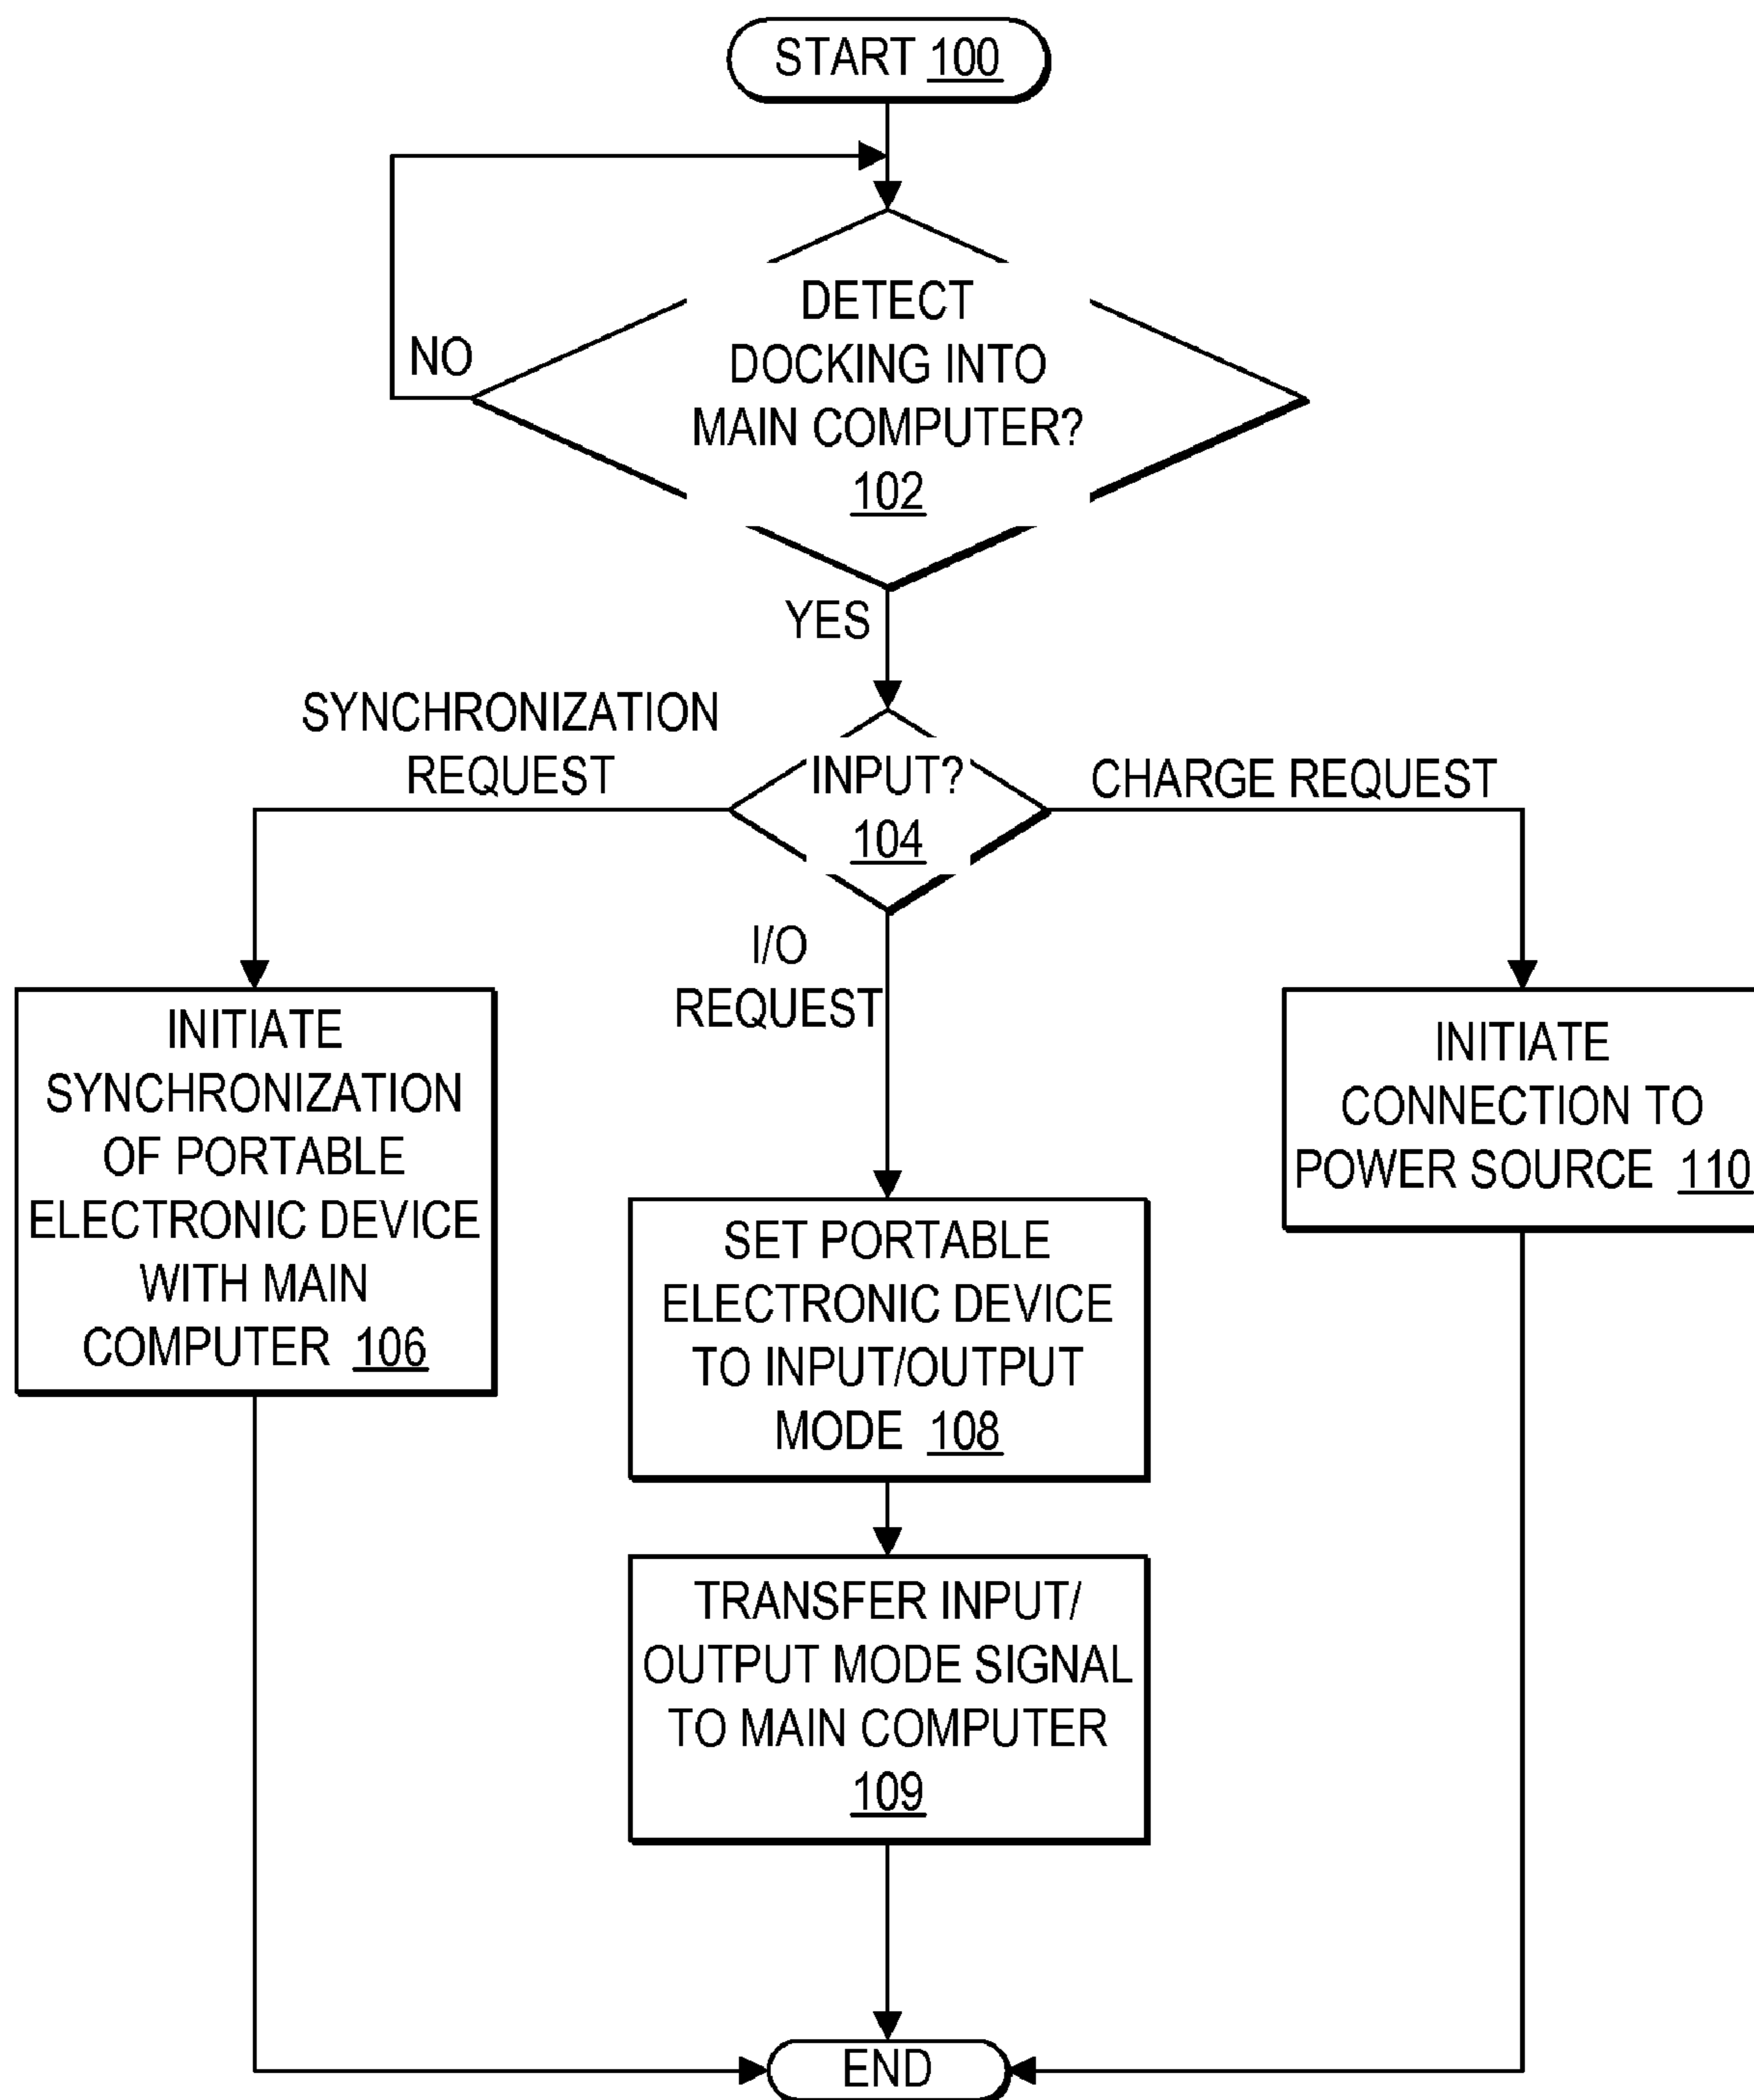 START 100
DETECT
DOCKING INTO
MAIN COMPUTER?
102
NO
YES
SYNCHRONIZATION
REQUEST
INPUT?
104
CHARGE REQUEST
I/O
REQUEST
INITIATE
SYNCHRONIZATION
OF PORTABLE
ELECTRONIC DEVICE
WITH MAIN
COMPUTER 106
SET PORTABLE
ELECTRONIC DEVICE
TO INPUT/OUTPUT
MODE 108
INITIATE
CONNECTION TO
POWER SOURCE 110
TRANSFER INPUT/
OUTPUT MODE SIGNAL
TO MAIN COMPUTER
109
END